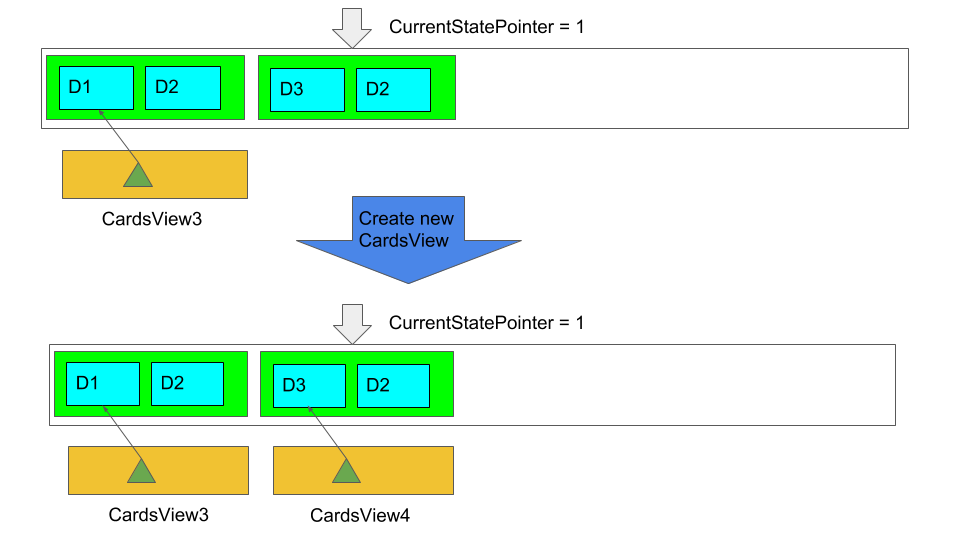 CurrentStatePointer = 1
D1
D2
D3
D2
CardsView3
Create new
CardsView
CurrentStatePointer = 1
D1
D2
D3
D2
CardsView3
CardsView4